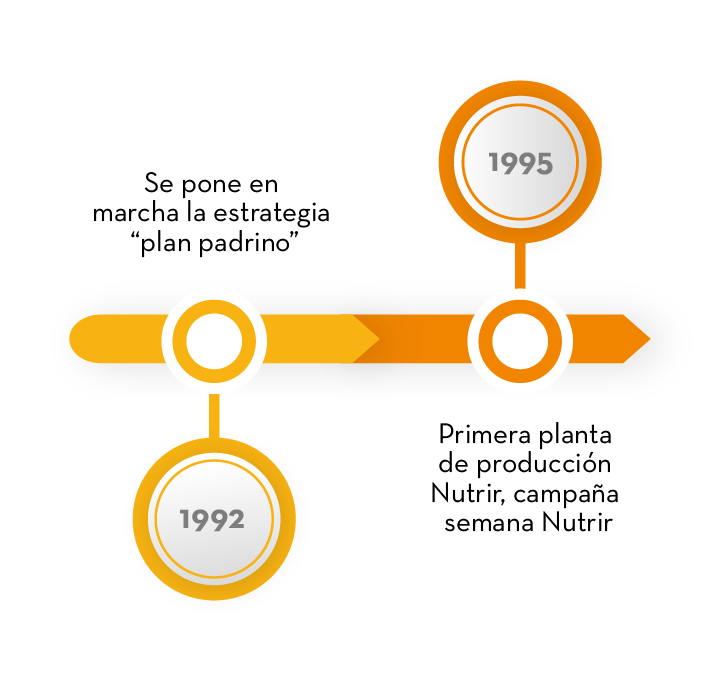 Se pone en
marcha la estrategia
“plan padrino”
1992
1995
Primera planta
de producción
Nutrir, campaña
semana Nutrir